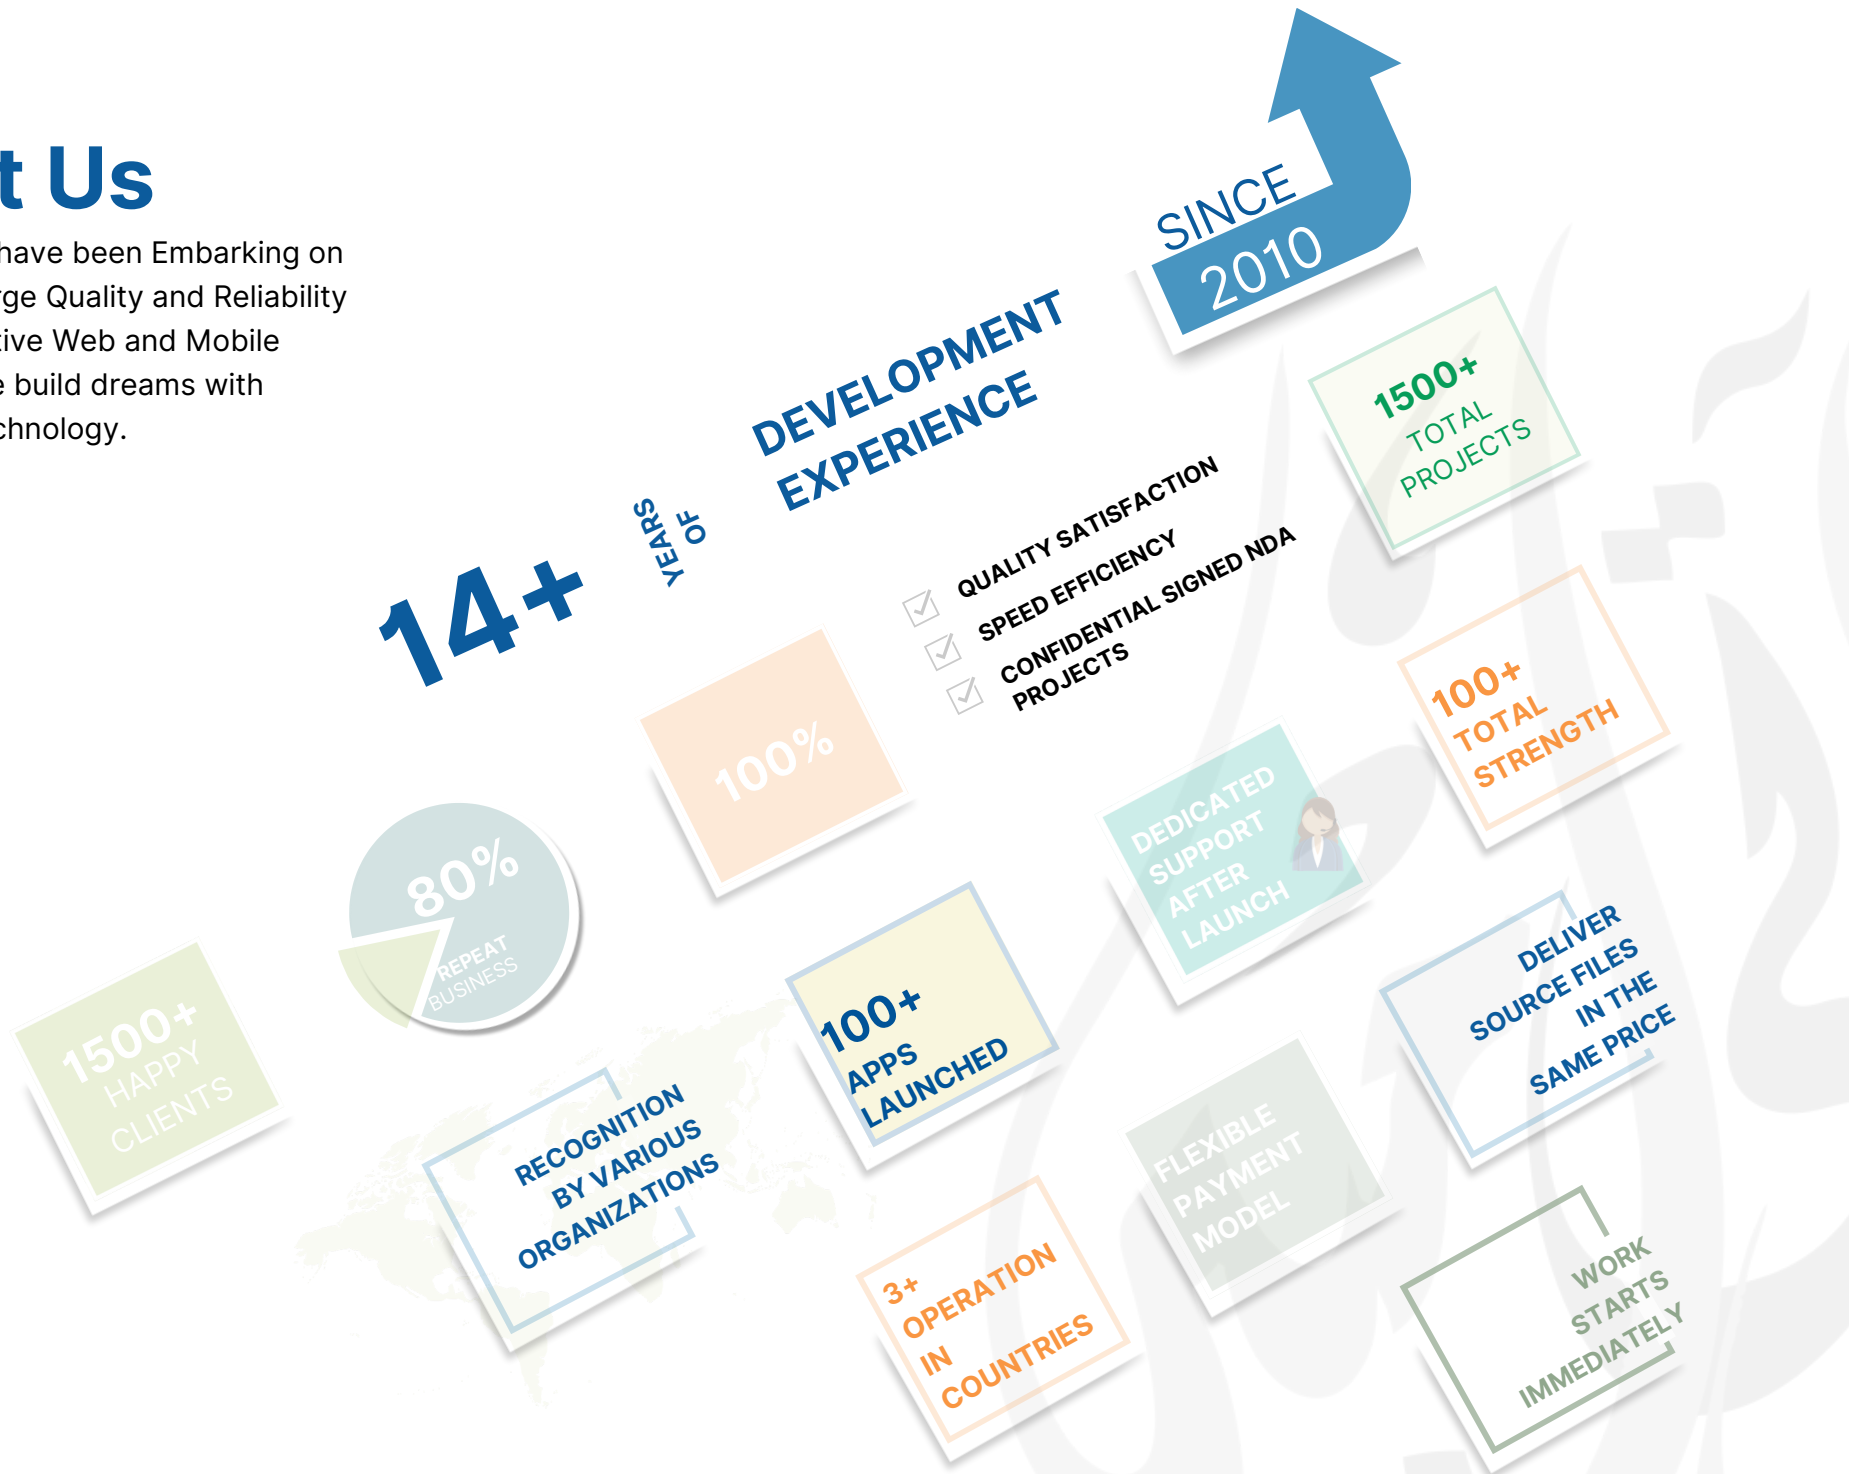 t Us
have been Embarking on
rge Quality and Reliability
tive Web and Mobile
e build dreams with
chnology.
SINCE
2010
14+
YEARS
OF
DEVELOPMENT
EXPERIENCE
QUALITY SATISFACTION
SPEED EFFICIENCY
CONFIDENTIAL SIGNED NDA
PROJECTS
1500+
TOTAL
PROJECTS
100%
100+
TOTAL
STRENGTH
80%
REPEAT
BUSINESS
DEDICATED
SUPPORT
AFTER
LAUNCH
1500+
HAPPY
CLIENTS
100+
APPS
LAUNCHED
DELIVER
SOURCE FILES
IN THE
SAME PRICE
RECOGNITION
BY VARIOUS
ORGANIZATIONS
FLEXIBLE
PAYMENT
MODEL
3+
OPERATION
IN
COUNTRIES
WORK
STARTS
IMMEDIATELY